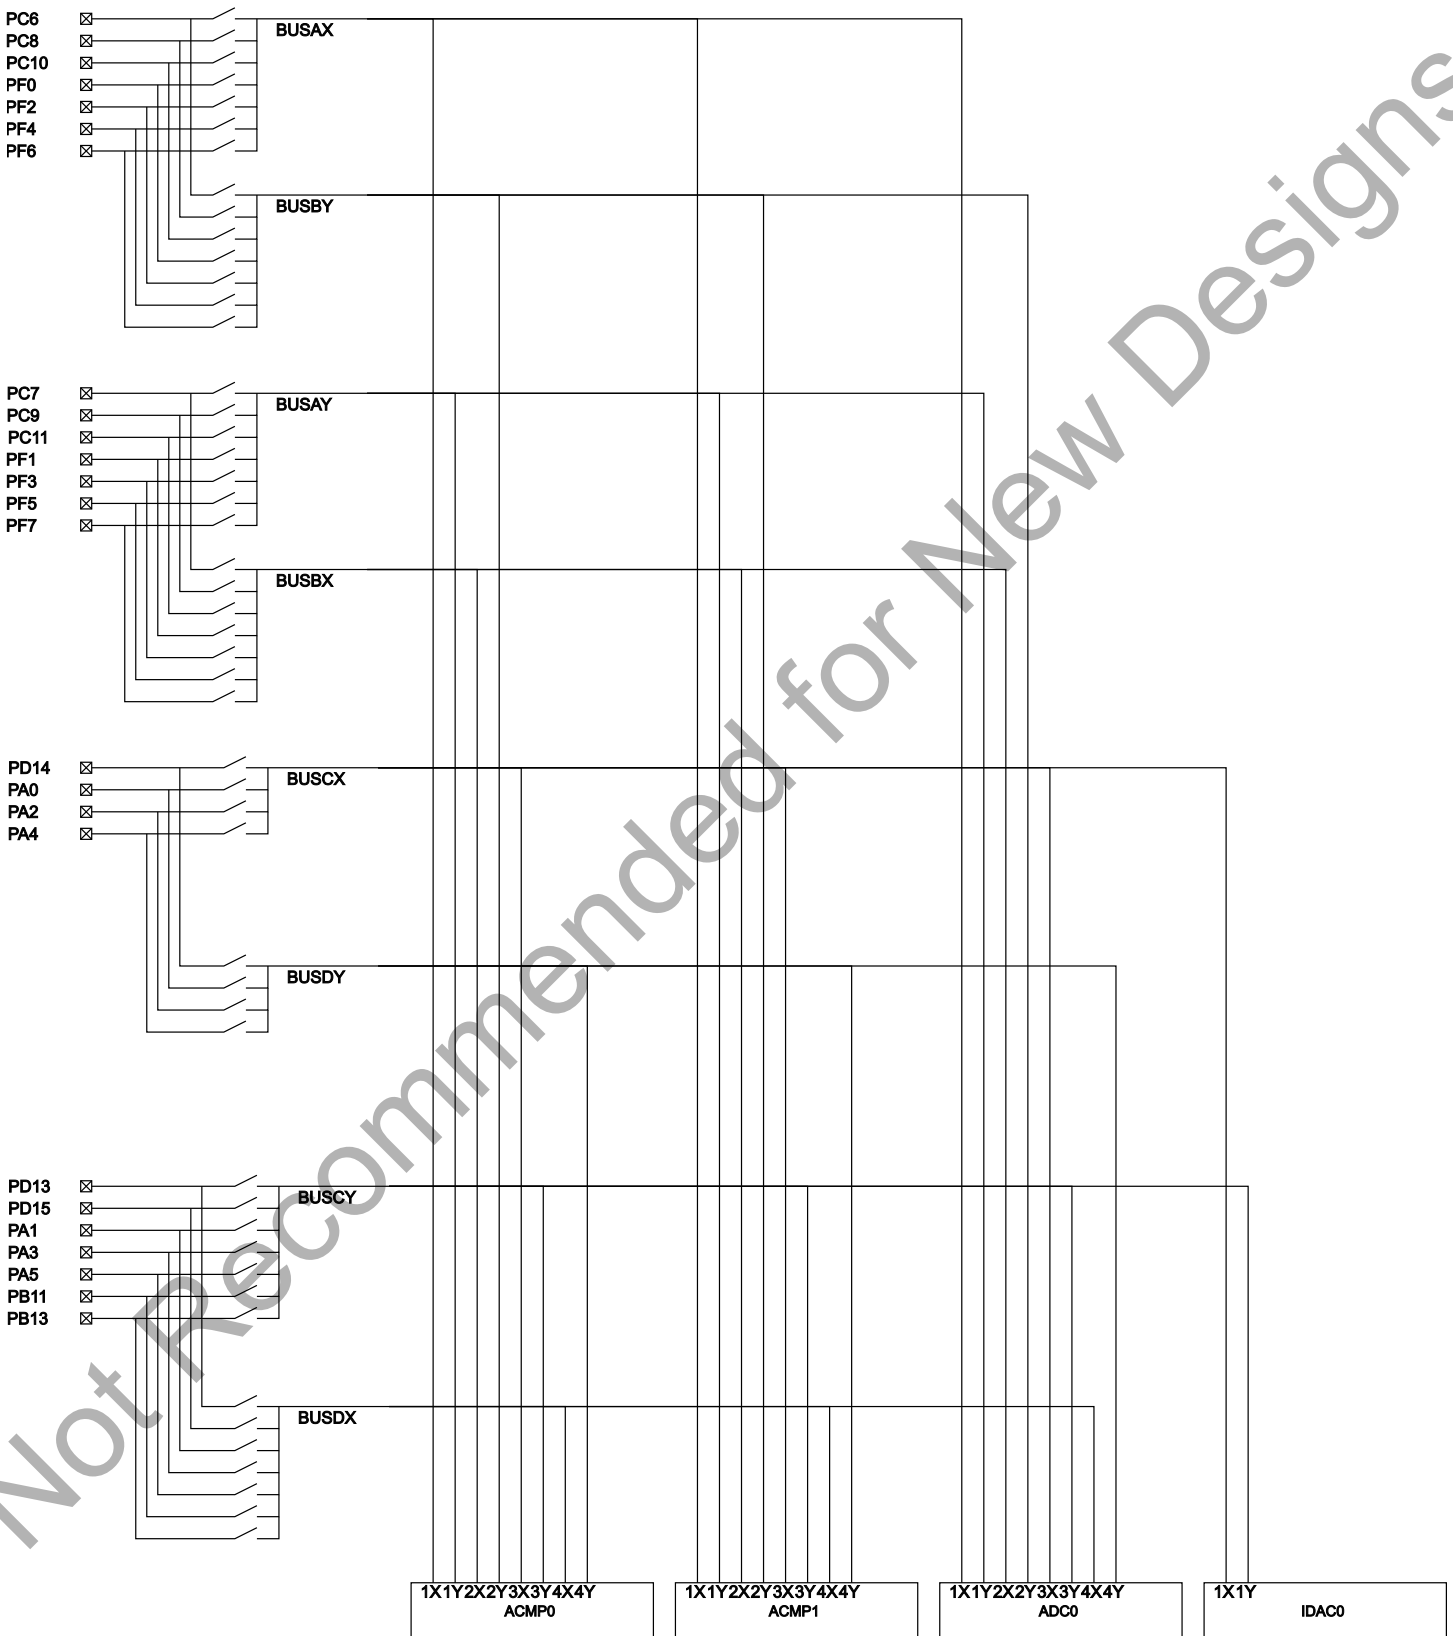 PC6
PC8
PC10
PF0
PF2
PF4
PF6
BUSAX
BUSBY
PC7
PC9
PC11
PF1
PF3
PF5
PF7
BUSAY
BUSBX
PD14
PA0
PA2
PA4
BUSCX
BUSDY
PD13
PD15
PA1
PA3
PA5
PB11
PB13
BUSCY
BUSDX
1X1Y2X2Y3X3Y4X4Y
ACMP0
1X1Y2X2Y3X3Y4X4Y
ACMP1
1X1Y2X2Y3X3Y4X4Y
ADC0
1X1Y
IDAC0
Not Recommended for New Designs